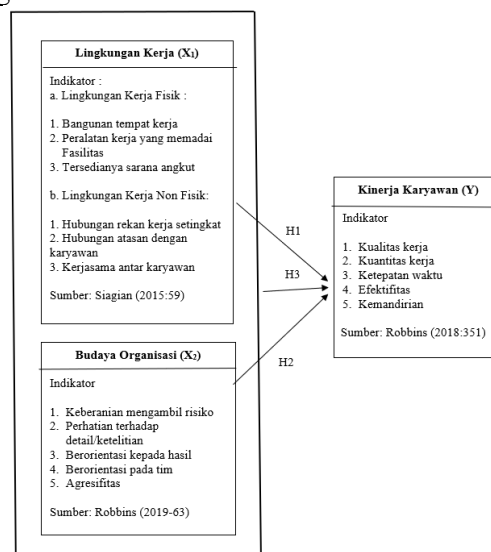 Lingkungan Kerja (X₁)
Indikator :
a. Lingkungan Kerja Fisik :
1. Bangunan tempat kerja
2. Peralatan kerja yang memadai
Fasilitas
3. Tersedianya sarana angkut
b. Lingkungan Kerja Non Fisik:
1. Hubungan rekan kerja setingkat
2. Hubungan atasan dengan
karyawan
3. Kerjasama antar karyawan
Sumber: Siagian (2015:59)
Budaya Organisasi (X₂)
Indikator
1. Keberanian mengambil risiko
2. Perhatian terhadap
detail/ketelitian
3. Berorientasi kepada hasil
4. Berorientasi pada tim
5. Agresifitas
Sumber: Robbins (2019-63)
H1
H3
H2
Kinerja Karyawan (Y)
Indikator
1. Kualitas kerja
2. Kuantitas kerja
3. Ketepatan waktu
4. Efektifitas
5. Kemandirian
Sumber: Robbins (2018:351)